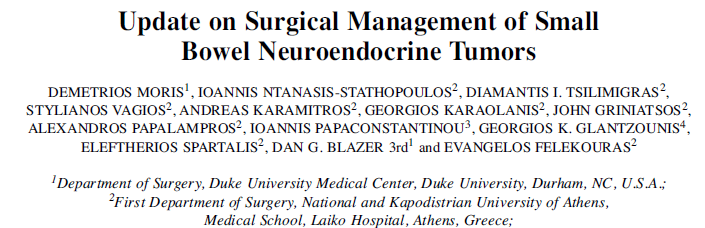 Update on Surgical Management of Small
Bowel Neuroendocrine Tumors
DEMETRIOS MORIS1, IOANNIS NTANASIS-STATHOPOULOS2, DIAMANTIS I. TSILIMIGRAS2,
STYLIANOS VAGIOS2, ANDREAS KARAMITROS2, GEORGIOS KARAOLANIS2, JOHN GRINIATSOS2,
ALEXANDROS PAPALAMPROS2, IOANNIS PAPACONSTANTINOU3, GEORGIOS K. GLANTZOUNIS4,
ELEFTHERIOS SPARTALIS2, DAN G. BLAZER 3rd1 and EVANGELOS FELEKOURAS2
1Department of Surgery, Duke University Medical Center, Duke University, Durham, NC, U.S.A.;
2First Department of Surgery, National and Kapodistrian University of Athens,
Medical School, Laiko Hospital, Athens, Greece;